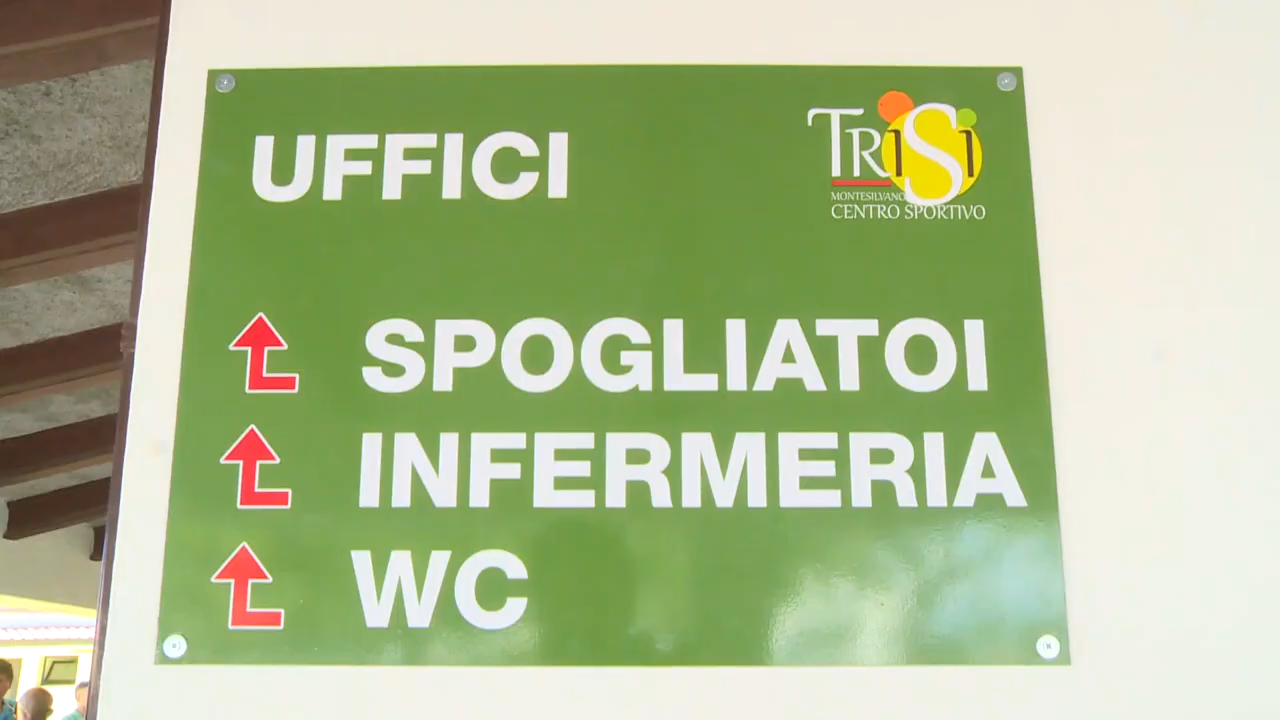 UFFICI
TRiSi
MONTESILVANO
CENTRO SPORTIVO
SPOGLIATOI
INFERMERIA
WC